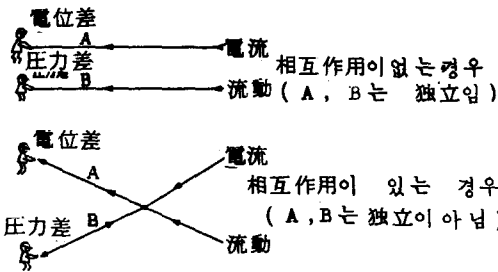 電位差
A
電流
圧力差
B
流動
相互作用이 없는 경우
( A, B는 独立임 )
電位差
A
電流
B
圧力差
流動
相互作用이 있는 경우
( A, B는 独立이 아님 )